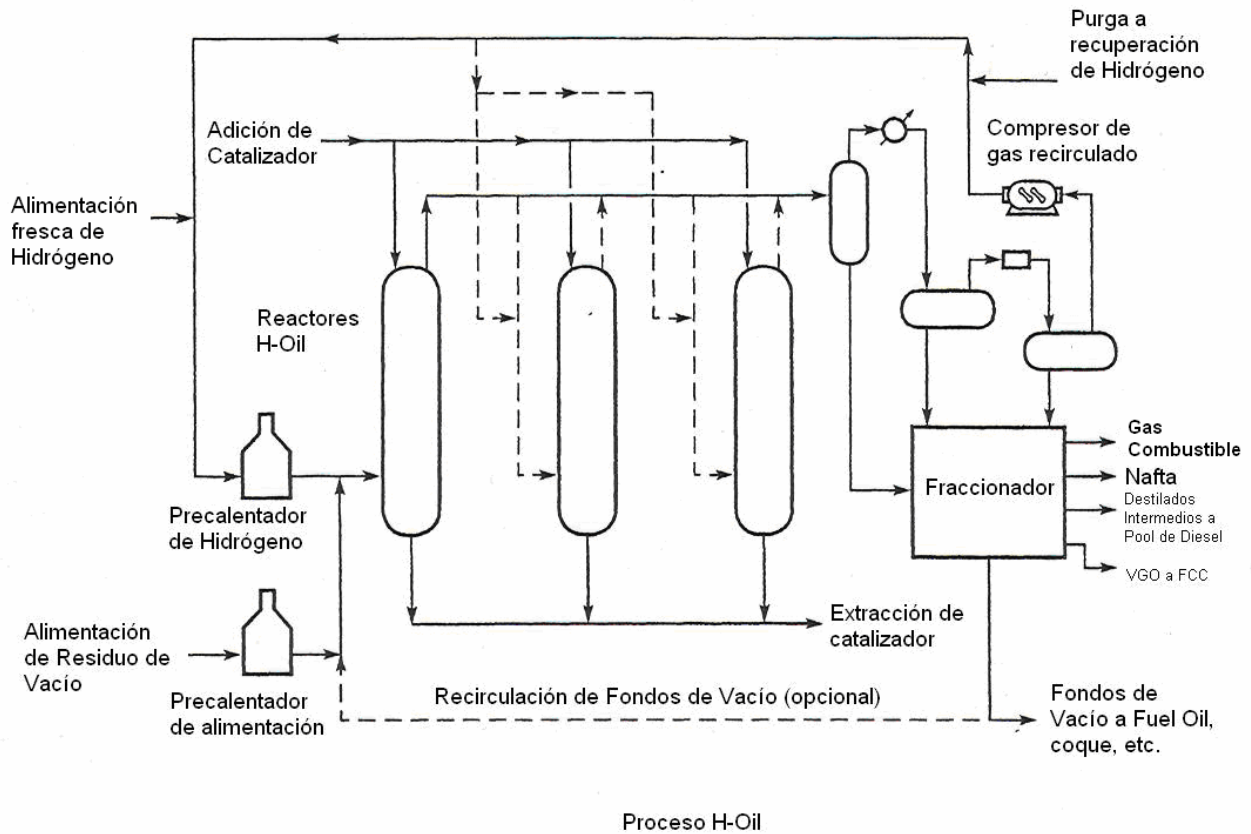 Purga a
recuperación
de Hidrógeno
Adición de
Catalizador
Compresor de
gas recirculado
Alimentación
fresca de
Hidrógeno
Reactores
H-Oil
Gas
Combustible
Fraccionador
Nafta
Destilados
Intermedios a
Pool de Diesel
Precalentador
de Hidrógeno
VGO a FCC
Alimentación
de Residuo de
Vacío
Extracción de
catalizador
Precalentador
de alimentación
Recirculación de Fondos de Vacío (opcional)
Fondos de
Vacío a Fuel Oil,
coque, etc.
Proceso H-Oil